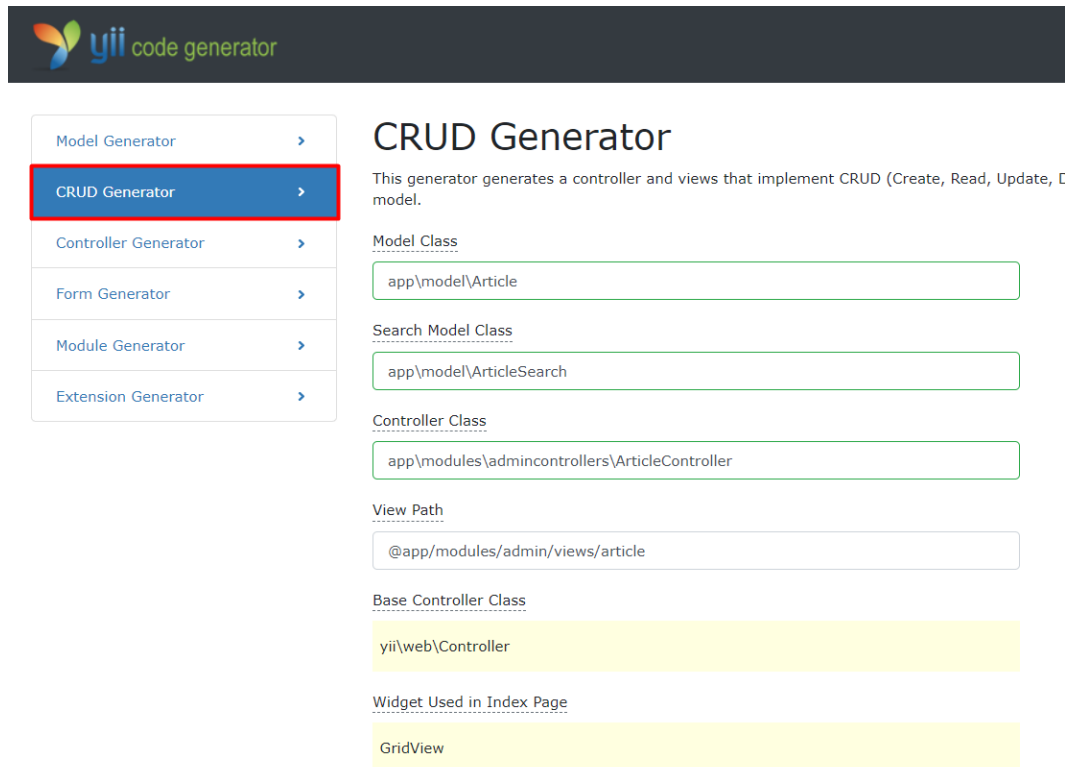 yii code generator
Model Generator
CRUD Generator
Controller Generator
Form Generator
Module Generator
Extension Generator
CRUD Generator
This generator generates a controller and views that implement CRUD (Create, Read, Update,
model.
Model Class
app\model\Article
Search Model Class
app\model\ArticleSearch
Controller Class
app\modules\admincontrollers\ArticleController
View Path
@app/modules/admin/views/article
Base Controller Class
yii\web\Controller
Widget Used in Index Page
GridView